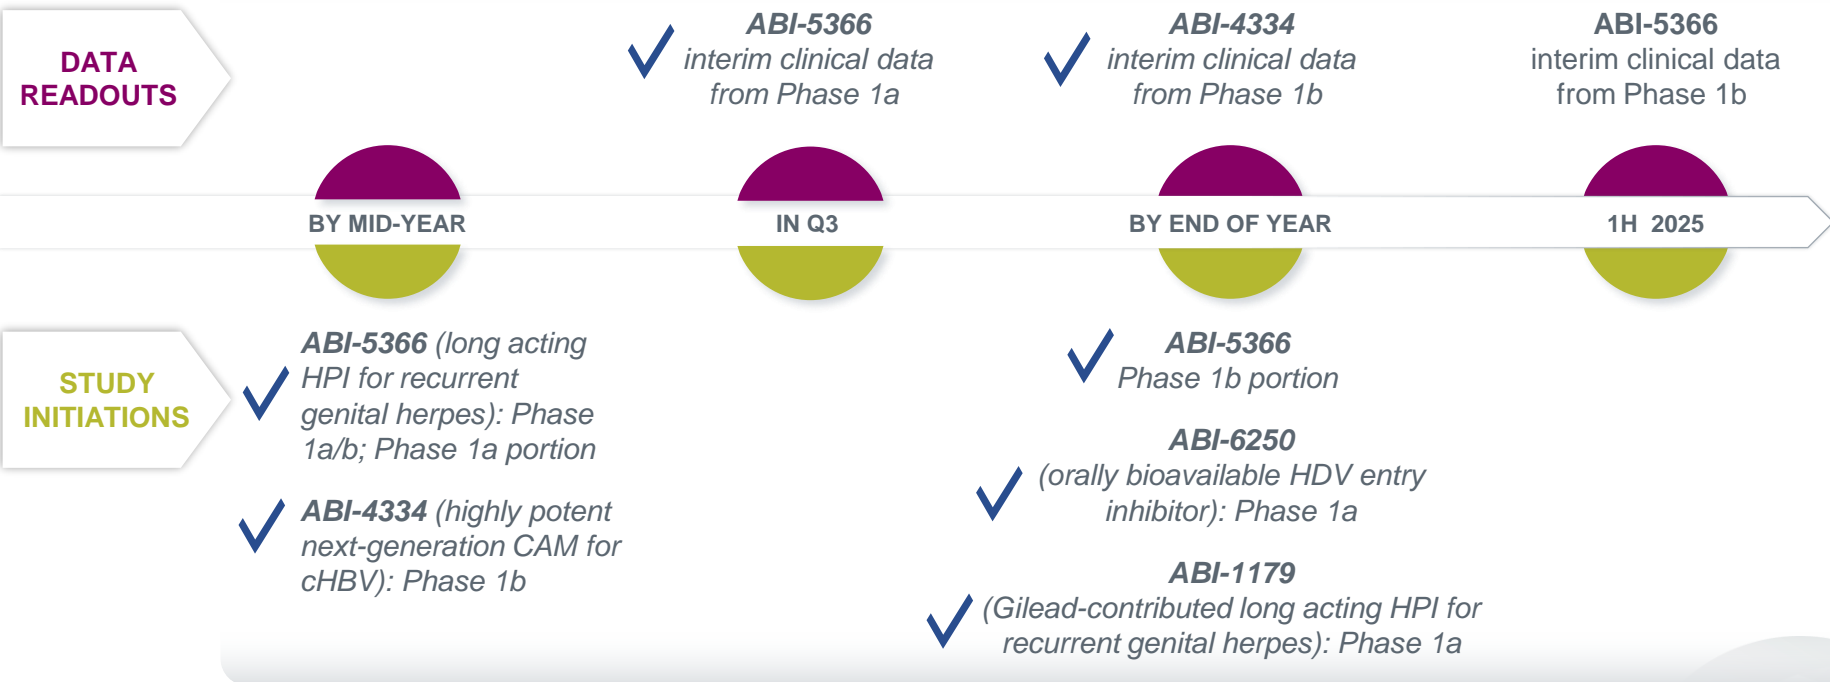 DATA
READOUTS
ABI-5366
interim clinical data
from Phase 1a
ABI-4334
interim clinical data
from Phase 1b
ABI-5366
interim clinical data
from Phase 1b
BY MID-YEAR
IN Q3
BY END OF YEAR
1H 2025
STUDY
INITIATIONS
ABI-5366 (long acting
HPI for recurrent
genital herpes): Phase
1a/b; Phase 1a portion
ABI-4334 (highly potent
next-generation CAM for
cHBV): Phase 1b
ABI-5366
Phase 1b portion
ABI-6250
(orally bioavailable HDV entry
inhibitor): Phase 1a
ABI-1179
(Gilead-contributed long acting HPI for
recurrent genital herpes): Phase 1a